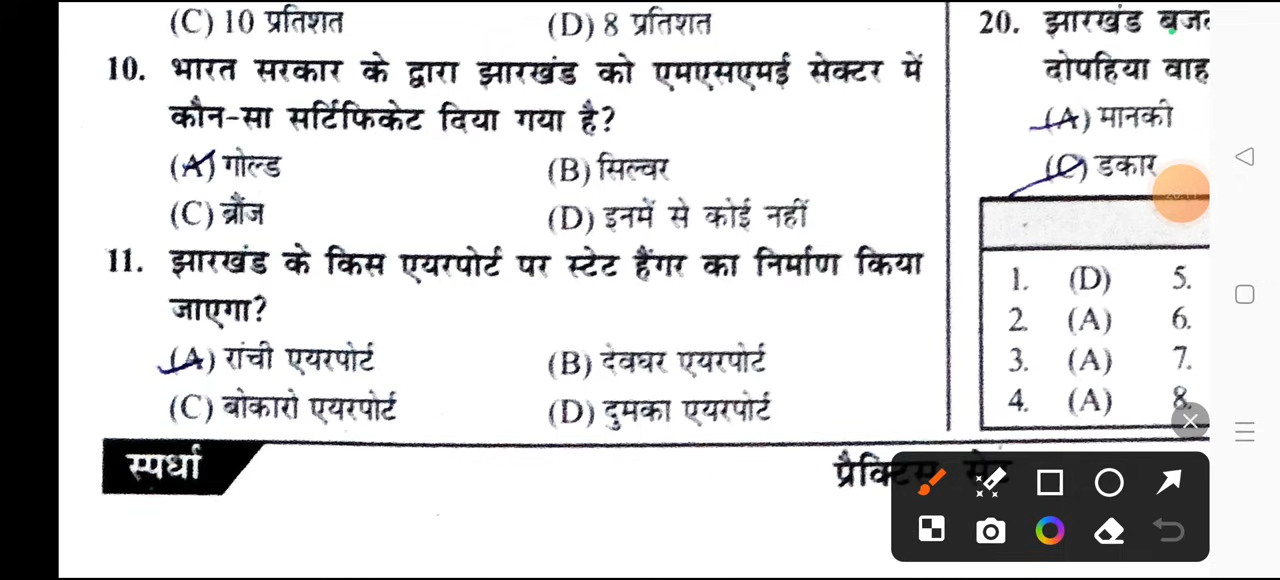 (C) 10 प्रतिशत
(D) 8 प्रतिशत
10. भारत सरकार के द्वारा झारखंड को एमएसएमई सेक्टर में
कौन-सा सर्टिफिकेट दिया गया है?
(A) गोल्ड
(B) सिल्वर
(C) ब्रौंज
(D) इनमें से कोई नहीं
11. झारखंड के किस एयरपोर्ट पर स्टेट हैंगर का निर्माण किया
जाएगा?
(A) रांची एयरपोर्ट
(B) देवघर एयरपोर्ट
(C) बोकारो एयरपोर्ट
(D) दुमका एयरपोर्ट
20. झारखंड
दोपहिया
(A) मानकी
(C) डकार
1. (D) 5.
2. (A) 6.
3. (A) 7.
4. (A) 8.
स्पर्धा
प्रैक्टिस सेट